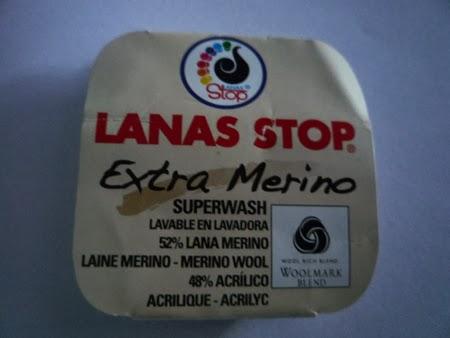 LANAS
Stop
LANAS STOP®
Extra Merino
SUPERWASH
LAVABLE EN LAVADORA
52% LANA MERINO
LAINE MERINO - MERINO WOOL
48% ACRÍLICO
ACRILIQUE - ACRILYC
WOOL RICH BLEND
WOOLMARK
BLEND